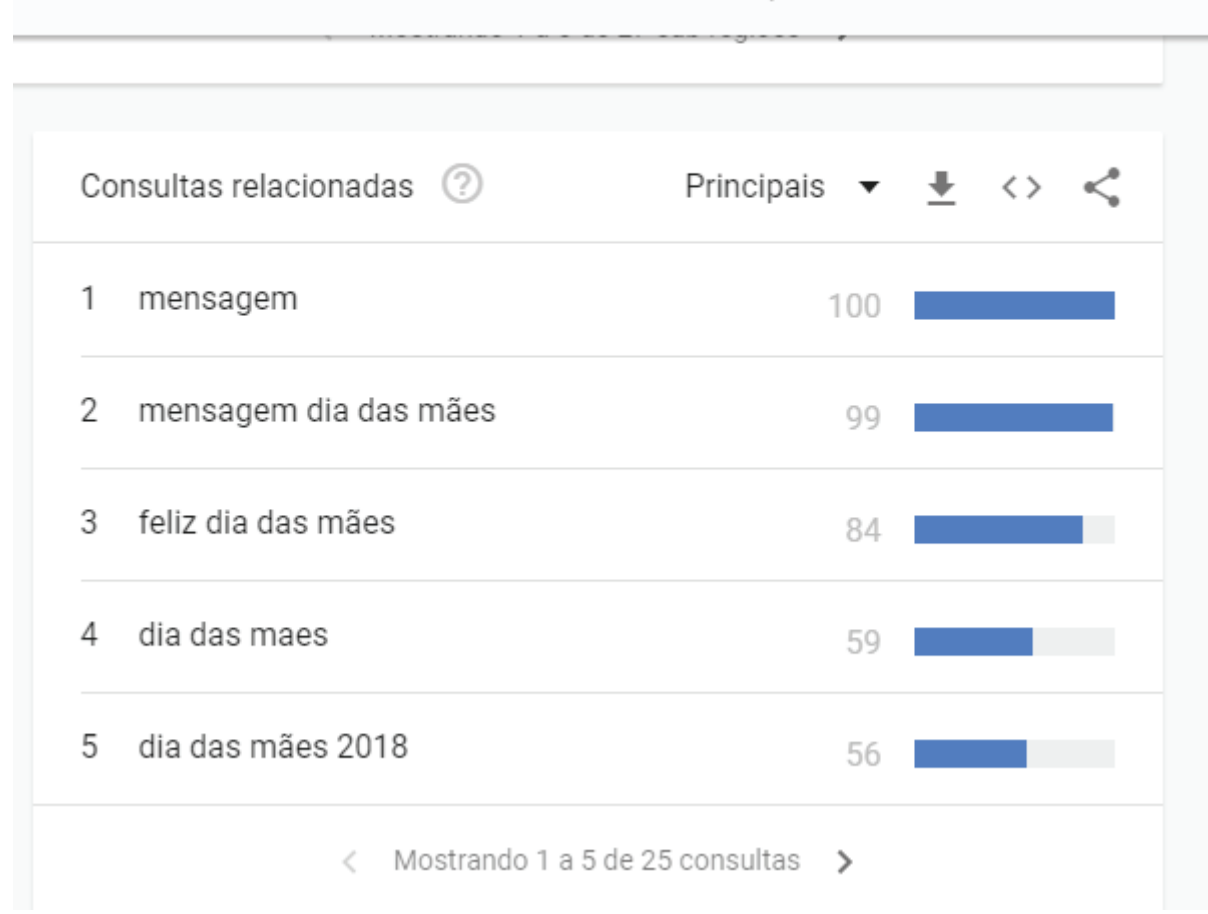 Consultas relacionadas ? Principais
1 mensagem 100
2 mensagem dia das mães 99
3 feliz dia das mães 84
4 dia das maes 59
5 dia das mães 2018 56
Mostrando 1 a 5 de 25 consultas